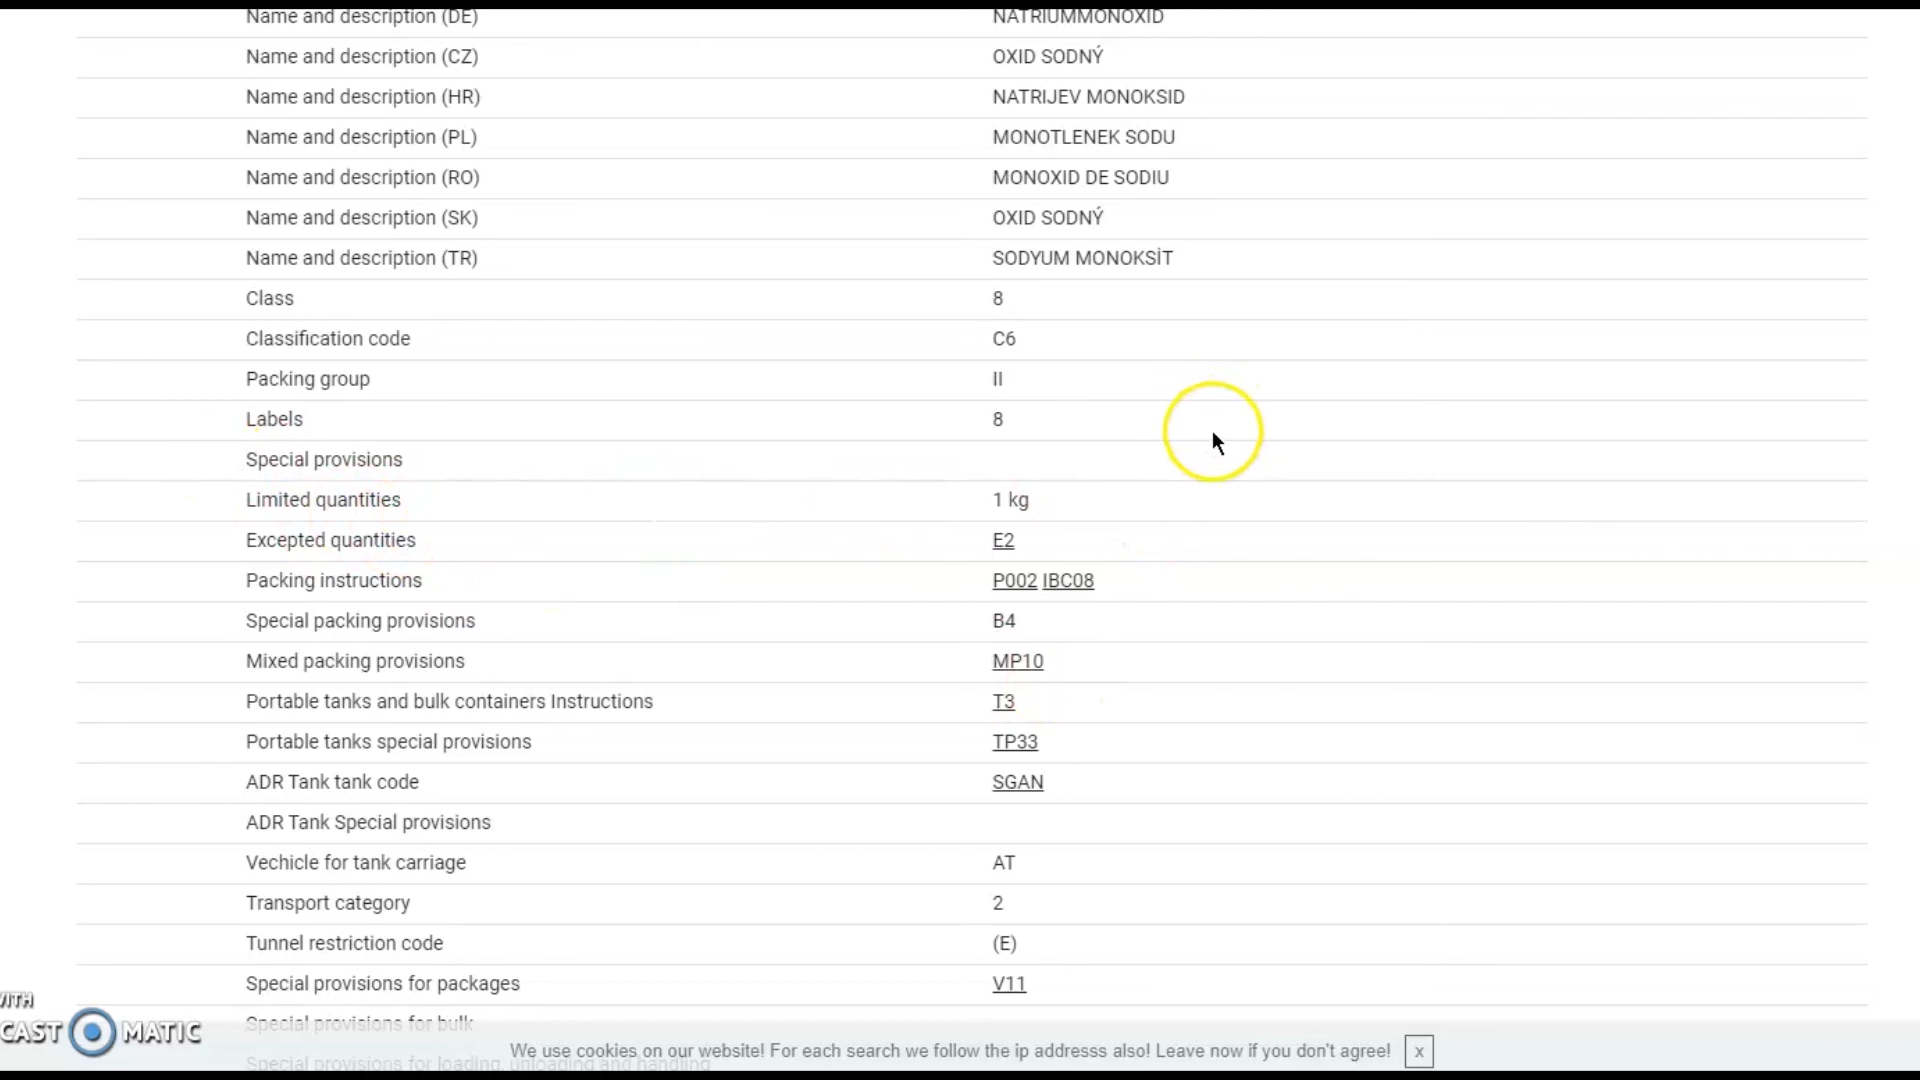 Name and description (DE) NATRIUMMONOXID
Name and description (CZ) OXID SODNÝ
Name and description (HR) NATRIJEV MONOKSID
Name and description (PL) MONOTLENEK SODU
Name and description (RO) MONOXID DE SODIU
Name and description (SK) OXID SODNÝ
Name and description (TR) SODYUM MONOKSİT
Class 8
Classification code C6
Packing group II
Labels 8
Special provisions
Limited quantities 1 kg
Excepted quantities E2
Packing instructions P002 IBC08
Special packing provisions B4
Mixed packing provisions MP10
Portable tanks and bulk containers Instructions T3
Portable tanks special provisions TP33
ADR Tank tank code SGAN
ADR Tank Special provisions
Vechicle for tank carriage AT
Transport category 2
Tunnel restriction code (E)
Special provisions for packages V11
Special provisions for bulk
Special provisions for loading, unloading and handling
We use cookies on our website! For each search we follow the ip addresss also! Leave now if you don't agree! x
WITH
CAST MATIC